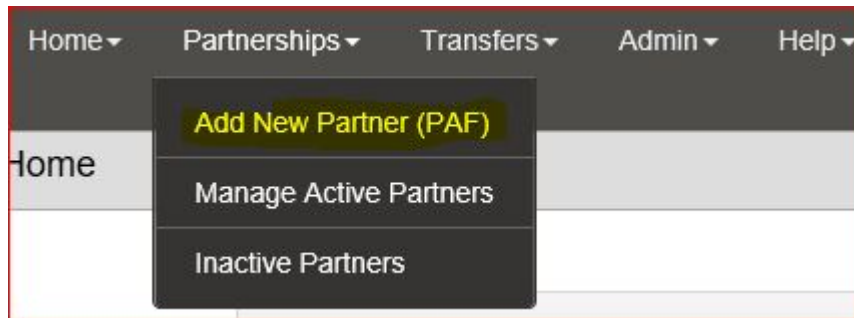 Home Partnerships Transfers Admin Help
Add New Partner (PAF)
Home
Manage Active Partners
Inactive Partners